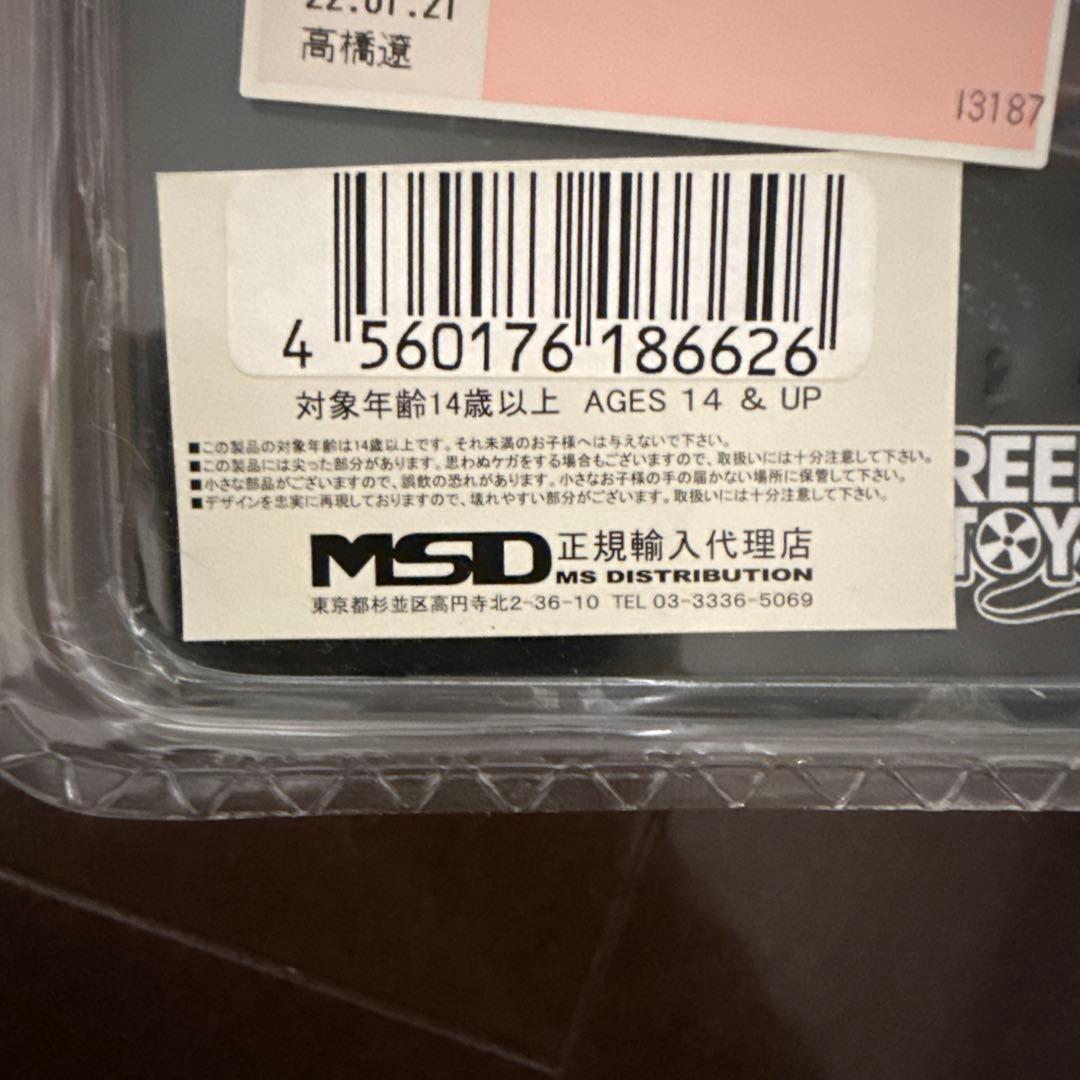 22.01.21
高橋遼
13187
4 560176 186626
対象年齢14歳以上 AGES 14 & UP
■この製品の対象年齢は14歳以上です。それ未満のお子様へは与えないで下さい。
■この製品には尖った部分があります。思わぬケガをする場合もございますので、取扱いには十分注意して下さい。
■小さな部品がございますので、誤飲の恐れがあります。小さなお子様の手の届かない場所に保管して下さい。
■デザインを忠実に再現しておりますので、壊れやすい部分がございます。取扱いには十分注意して下さい。
MSD 正規輸入代理店
MS DISTRIBUTION
東京都杉並区高円寺北2-36-10 TEL 03-3336-5069
REEL
TOYS